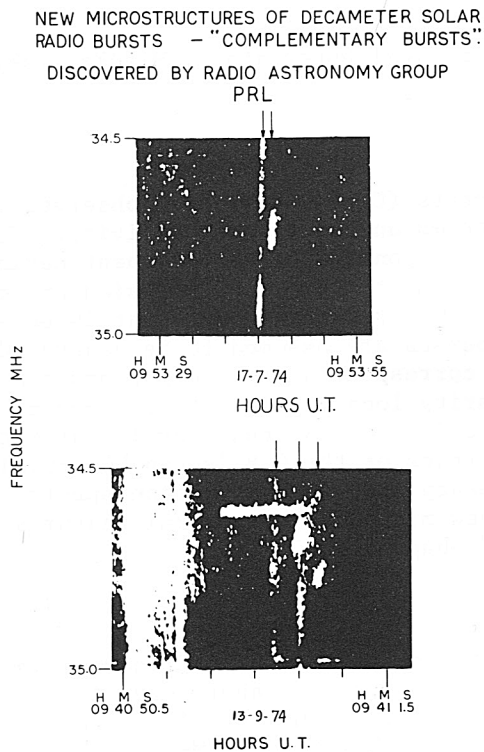 NEW MICROSTRUCTURES OF DECAMETER SOLAR
RADIO BURSTS - "COMPLEMENTARY BURSTS".
DISCOVERED BY RADIO ASTRONOMY GROUP
PRL
34.5
35.0
H M S
09 53 29
17-7-74
H M S
09 53 55
HOURS U.T.
FREQUENCY MHz
34.5
35.0
H M S
09 40 50.5
13-9-74
H M S
09 41 1.5
HOURS U.T.